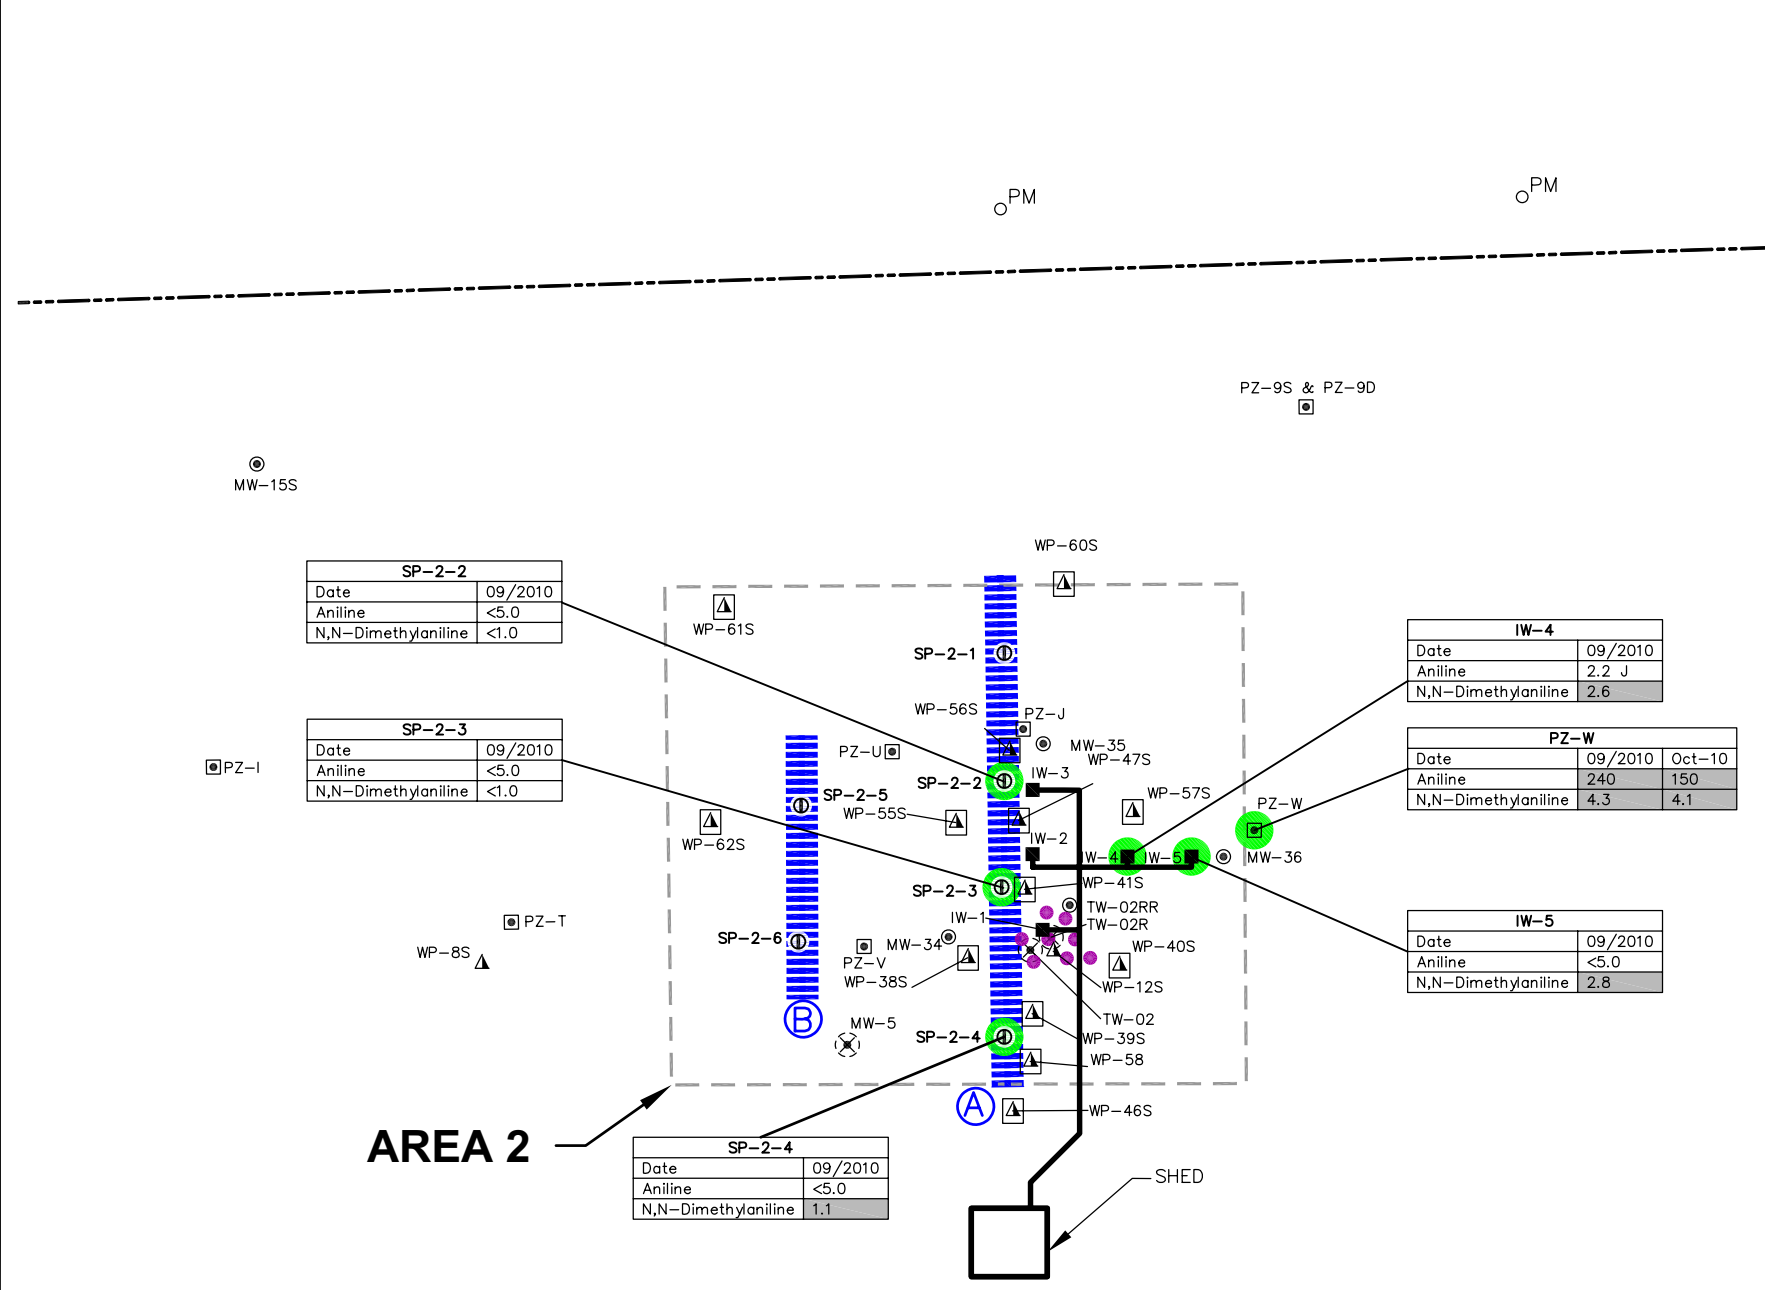 PM
PM
PZ-9S & PZ-9D
MW-15S
WP-60S
SP-2-2
Date 09/2010
Aniline <5.0
N,N-Dimethylaniline <1.0
WP-61S
SP-2-1
IW-4
Date 09/2010
Aniline 2.2 J
N,N-Dimethylaniline 2.6
WP-56S
PZ-J
SP-2-3
Date 09/2010
Aniline <5.0
N,N-Dimethylaniline <1.0
PZ-U
MW-35
WP-47S
PZ-W
Date 09/2010 Oct-10
Aniline 240 150
N,N-Dimethylaniline 4.3 4.1
PZ-I
SP-2-2
IW-3
SP-2-5
WP-57S
PZ-W
WP-55S
WP-62S
IW-2
IW-4
IW-5
MW-36
SP-2-3
WP-41S
TW-02RR
IW-1
TW-02R
PZ-T
SP-2-6
MW-34
WP-40S
WP-8S
PZ-V
WP-38S
WP-12S
IW-5
Date 09/2010
Aniline <5.0
N,N-Dimethylaniline 2.8
B
MW-5
TW-02
SP-2-4
WP-39S
WP-58
A
WP-46S
AREA 2
SP-2-4
Date 09/2010
Aniline <5.0
N,N-Dimethylaniline 1.1
SHED